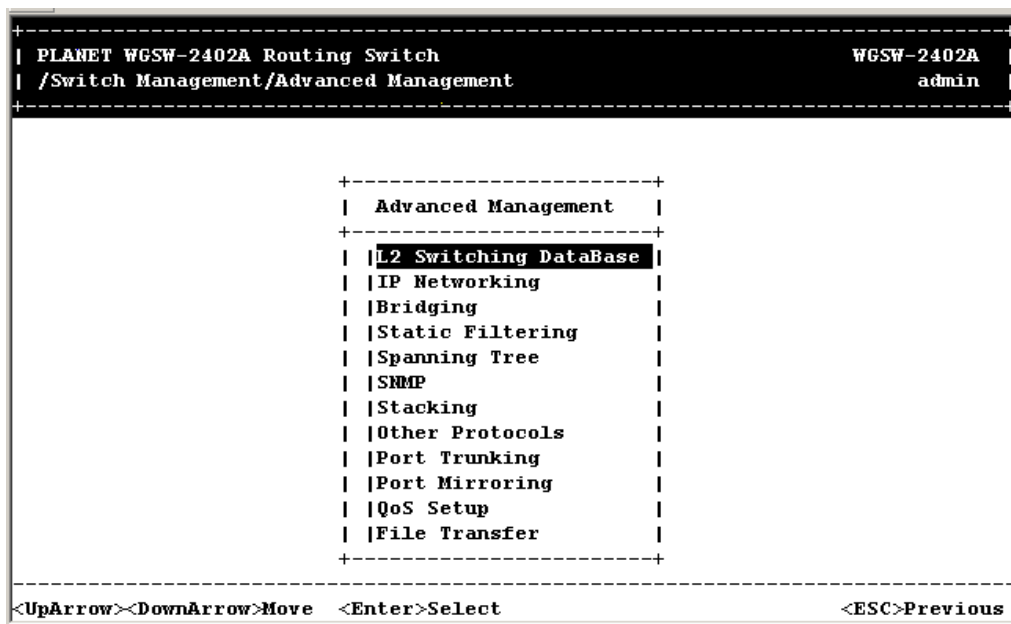 PLANET WGSW-2402A Routing Switch WGSW-2402A
/Switch Management/Advanced Management admin
Advanced Management
L2 Switching DataBase
IP Networking
Bridging
Static Filtering
Spanning Tree
SNMP
Stacking
Other Protocols
Port Trunking
Port Mirroring
QoS Setup
File Transfer
<UpArrow><DownArrow>Move <Enter>Select <ESC>Previous